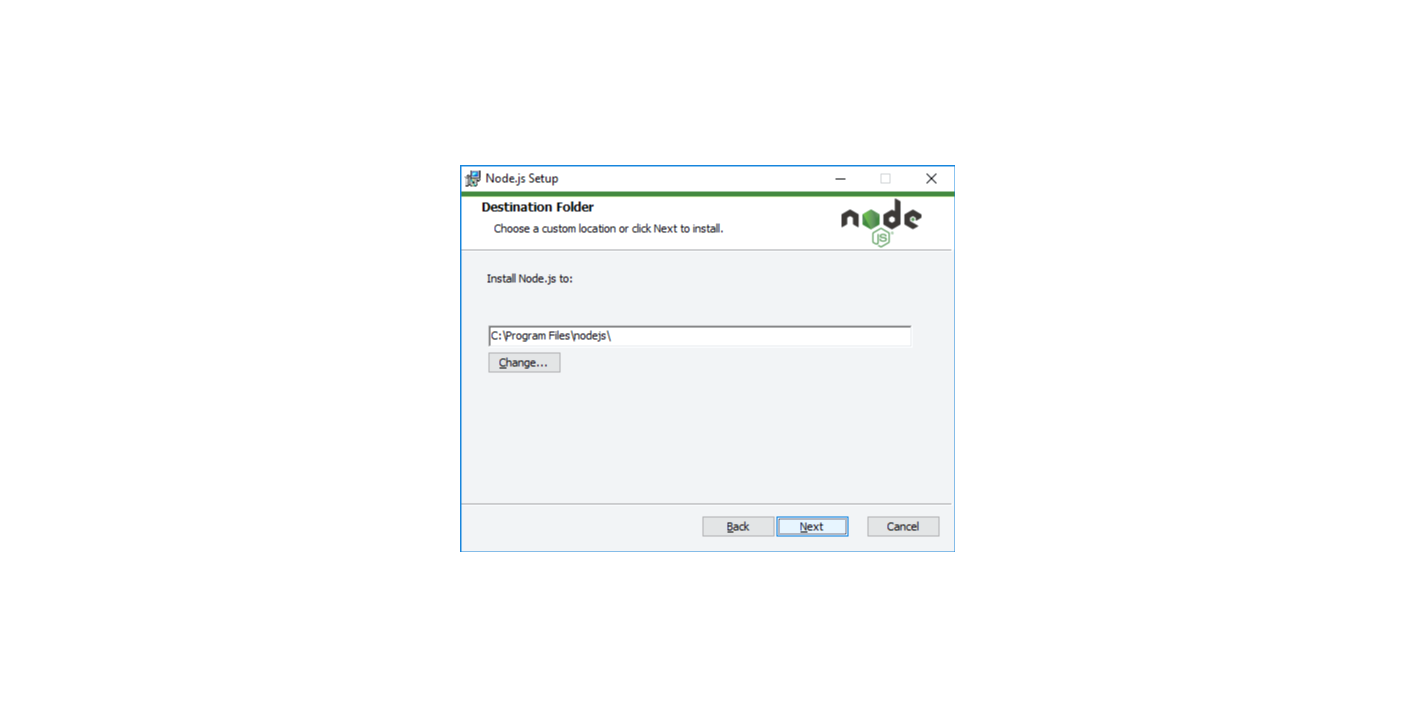 Node.js Setup
Destination Folder
Choose a custom location or click Next to install.
node
JS
Install Node.js to:
C:\Program Files\nodejs\
Change...
Back
Next
Cancel